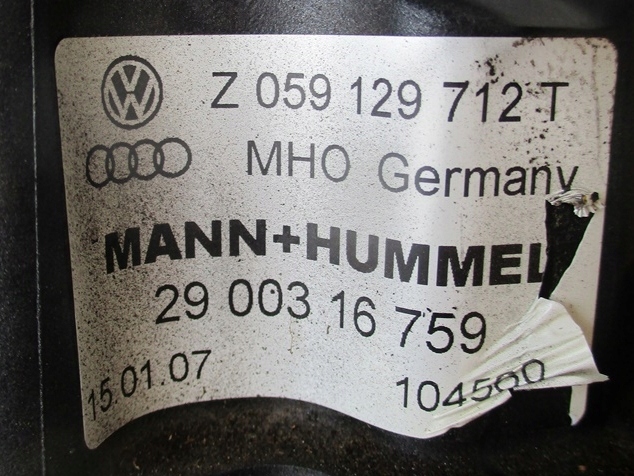 Z 059 129 712 T
MHO Germany
MANN+HUMMEL
29 003 16 759
15.01.07
104500